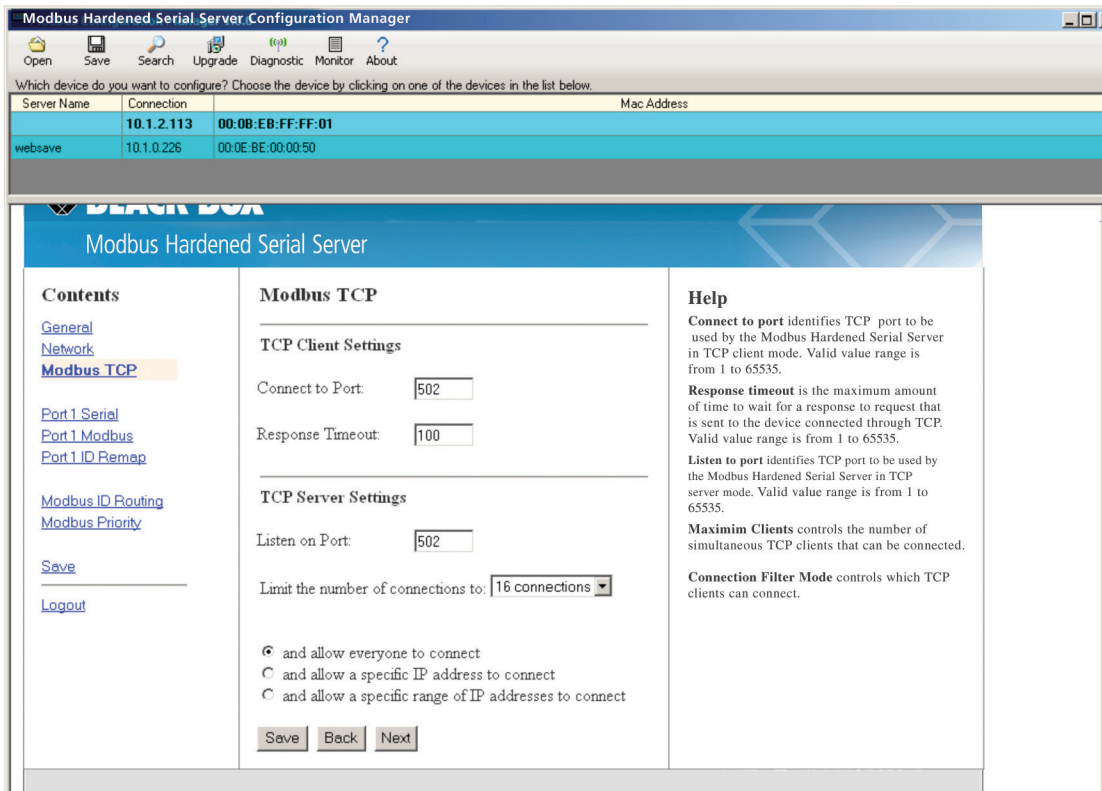 Modbus Hardened Serial Server Configuration Manager
Open Save Search Upgrade Diagnostic Monitor About
Which device do you want to configure? Choose the device by clicking on one of the devices in the list below.
Server Name Connection Mac Address
10.1.2.113 00:0B:EB:FF:FF:01
websave 10.1.0.226 00:0E:BE:00:00:50
BLACK BOX
Modbus Hardened Serial Server
Contents
General
Network
Modbus TCP
Port 1 Serial
Port 1 Modbus
Port 1 ID Remap
Modbus ID Routing
Modbus Priority
Save
Logout
Modbus TCP
TCP Client Settings
Connect to Port: 502
Response Timeout: 100
TCP Server Settings
Listen on Port: 502
Limit the number of connections to: 16 connections
and allow everyone to connect
and allow a specific IP address to connect
and allow a specific range of IP addresses to connect
Save Back Next
Help
Connect to port identifies TCP port to be
used by the Modbus Hardened Serial Server
in TCP client mode. Valid value range is
from 1 to 65535.
Response timeout is the maximum amount
of time to wait for a response to request that
is sent to the device connected through TCP.
Valid value range is from 1 to 65535.
Listen to port identifies TCP port to be used by
the Modbus Hardened Serial Server in TCP
server mode. Valid value range is from 1 to
65535.
Maximim Clients controls the number of
simultaneous TCP clients that can be connected.
Connection Filter Mode controls which TCP
clients can connect.